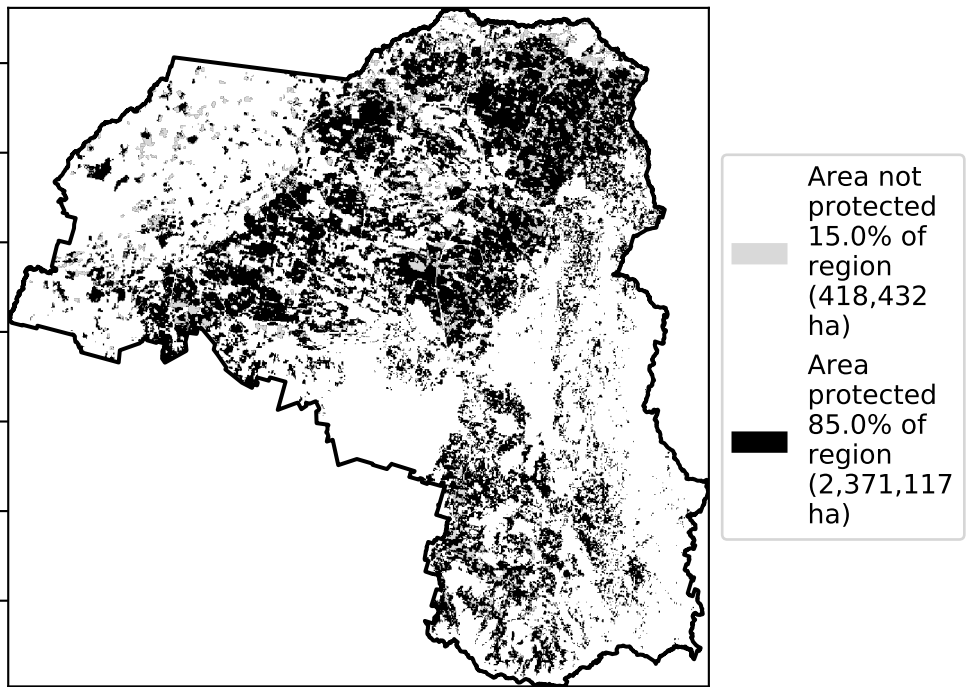 Area not
protected
15.0% of
region
(418,432
ha)
Area
protected
85.0% of
region
(2,371,117
ha)